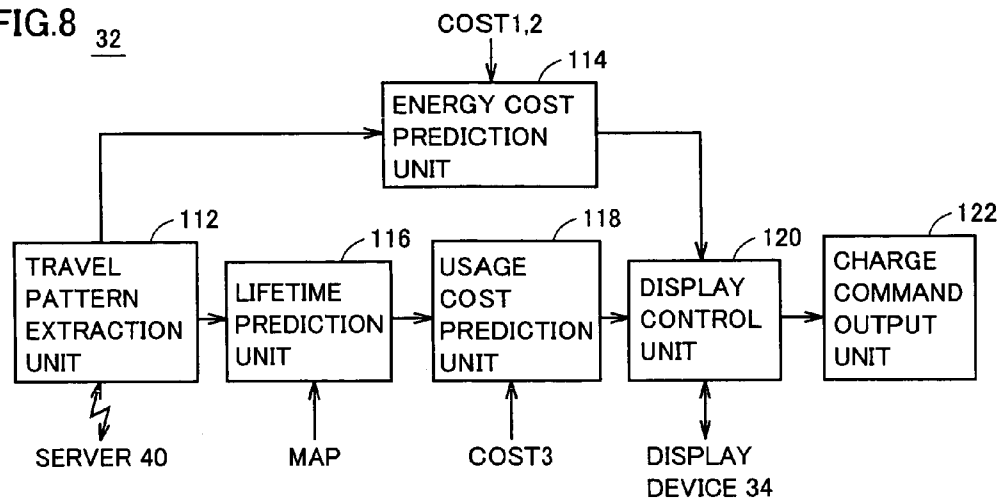 FIG.8
32
COST1,2
114
ENERGY COST
PREDICTION
UNIT
112
TRAVEL
PATTERN
EXTRACTION
UNIT
116
LIFETIME
PREDICTION
UNIT
118
USAGE
COST
PREDICTION
UNIT
120
DISPLAY
CONTROL
UNIT
122
CHARGE
COMMAND
OUTPUT
UNIT
SERVER 40
MAP
COST3
DISPLAY
DEVICE 34